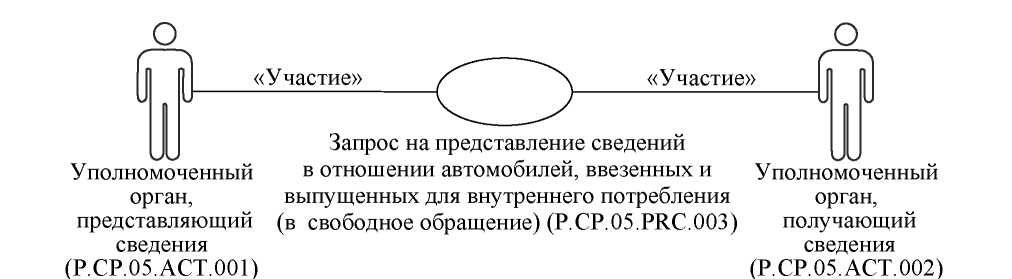 «Участие»
«Участие»
Запрос на представление сведений
в отношении автомобилей, ввезенных и
выпущенных для внутреннего потребления
(в свободное обращение) (P.CP.05.PRC.003)
Уполномоченный
орган,
представляющий
сведения
(P.CP.05.ACT.001)
Уполномоченный
орган,
получающий
сведения
(P.CP.05.ACT.002)